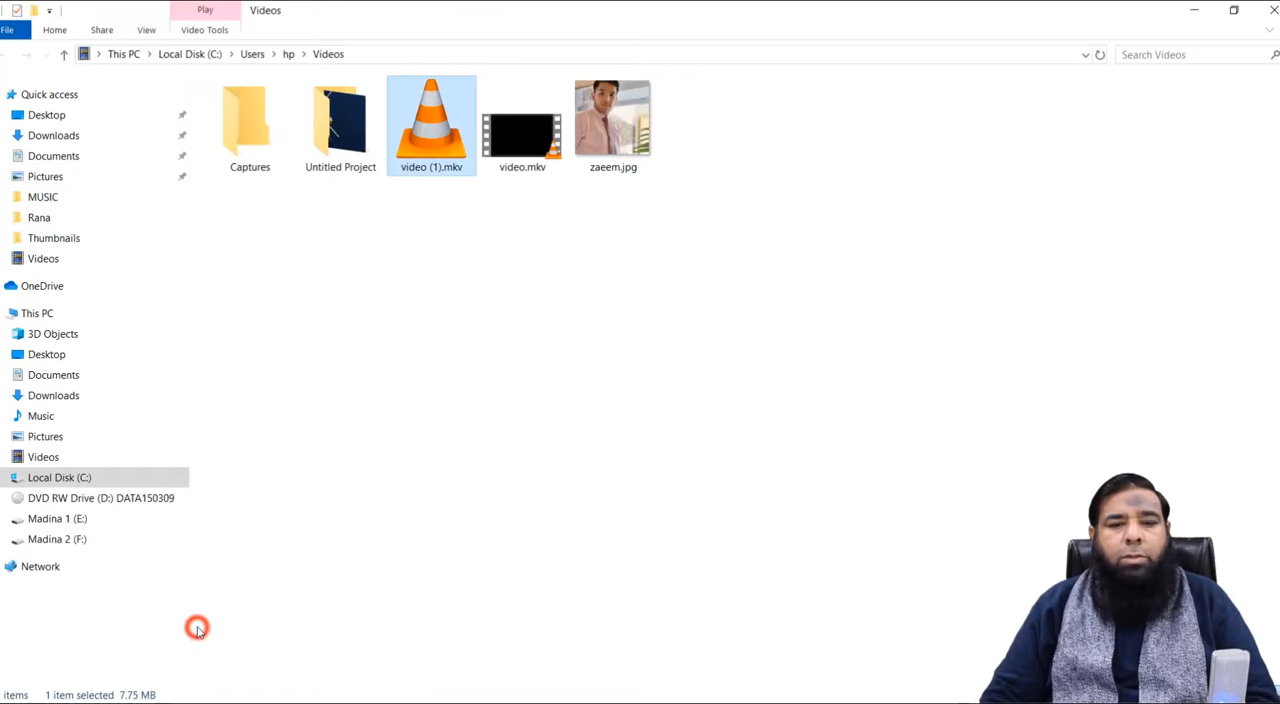 Play
Videos
File
Home
Share
View
Video Tools
This PC
Local Disk (C:)
Users
hp
Videos
Search Videos
Quick access
Desktop
Downloads
Documents
Pictures
MUSIC
Rana
Thumbnails
Videos
OneDrive
This PC
3D Objects
Desktop
Documents
Downloads
Music
Pictures
Videos
Local Disk (C:)
DVD RW Drive (D:) DATA150309
Madina 1 (E:)
Madina 2 (F:)
Network
Captures
Untitled Project
video (1).mkv
video.mkv
zaeem.jpg
items
1 item selected 7.75 MB